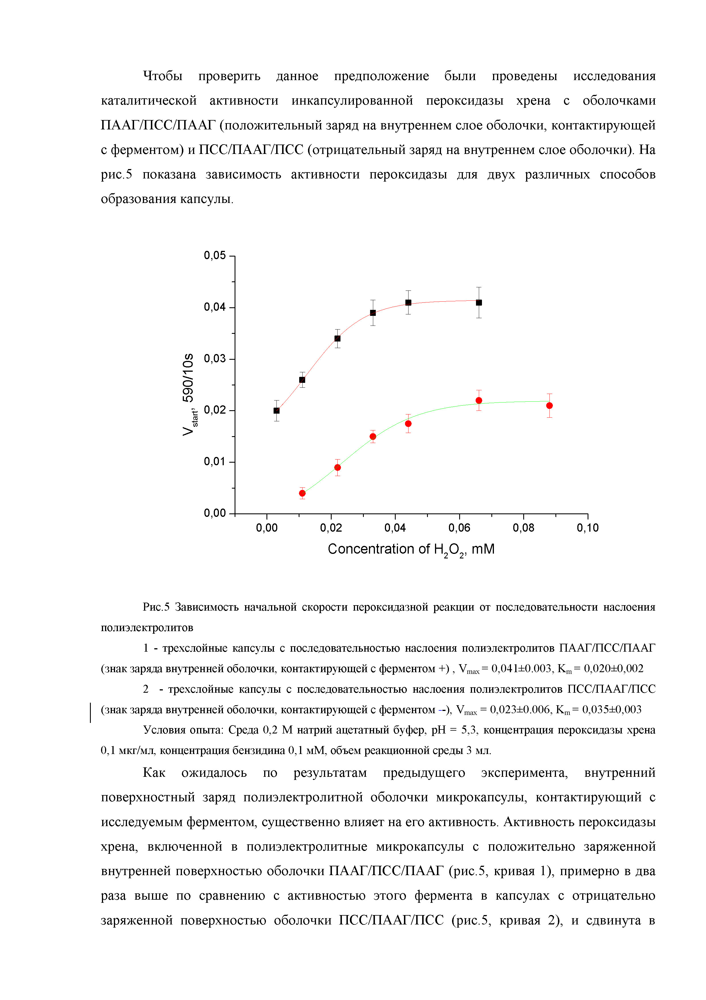 Чтобы проверить данное предположение были проведены исследования
каталитической активности инкапсулированной пероксидазы хрена с оболочками
ПААГ/ПСС/ПААГ (положительный заряд на внутреннем слое оболочки, контактирующей
с ферментом) и ПСС/ПААГ/ПСС (отрицательный заряд на внутреннем слое оболочки). На
рис.5 показана зависимость активности пероксидазы для двух различных способов
образования капсулы.
0,05
0,04
0,03
0,02
0,01
0,00
V start, 590/10s
0,00 0,02 0,04 0,06 0,08 0,10
Concentration of H2O2, mM
Рис.5 Зависимость начальной скорости пероксидазной реакции от последовательности наслоения
полиэлектролитов
1 - трехслойные капсулы с последовательностью наслоения полиэлектролитов ПААГ/ПСС/ПААГ
(знак заряда внутренней оболочки, контактирующей с ферментом +) , Vmax = 0,041±0.003, Km = 0,020±0,002
2 - трехслойные капсулы с последовательностью наслоения полиэлектролитов ПСС/ПААГ/ПСС
(знак заряда внутренней оболочки, контактирующей с ферментом --), Vmax = 0,023±0.006, Km = 0,035±0,003
Условия опыта: Среда 0,2 М натрий ацетатный буфер, pH = 5,3, концентрация пероксидазы хрена
0,1 мкг/мл, концентрация бензидина 0,1 мМ, объем реакционной среды 3 мл.
Как ожидалось по результатам предыдущего эксперимента, внутренний
поверхностный заряд полиэлектролитной оболочки микрокапсулы, контактирующий с
исследуемым ферментом, существенно влияет на его активность. Активность пероксидазы
хрена, включенной в полиэлектролитные микрокапсулы с положительно заряженной
внутренней поверхностью оболочки ПААГ/ПСС/ПААГ (рис.5, кривая 1), примерно в два
раза выше по сравнению с активностью этого фермента в капсулах с отрицательно
заряженной поверхностью оболочки ПСС/ПААГ/ПСС (рис.5, кривая 2), и сдвинута в